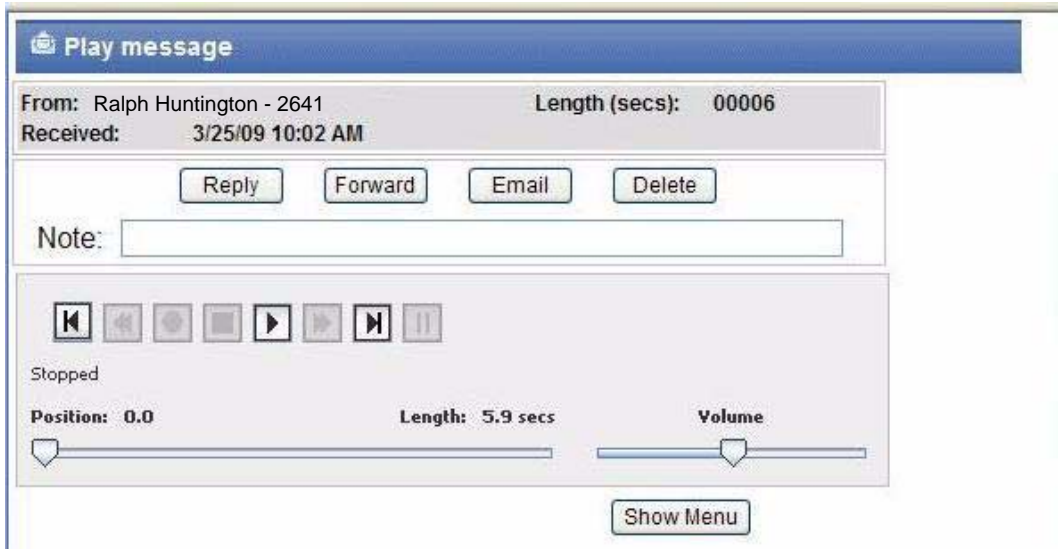 Play message
From: Ralph Huntington - 2641 Length (secs): 00006
Received: 3/25/09 10:02 AM
Reply Forward Email Delete
Note:
Stopped
Position: 0.0 Length: 5.9 secs Volume
Show Menu